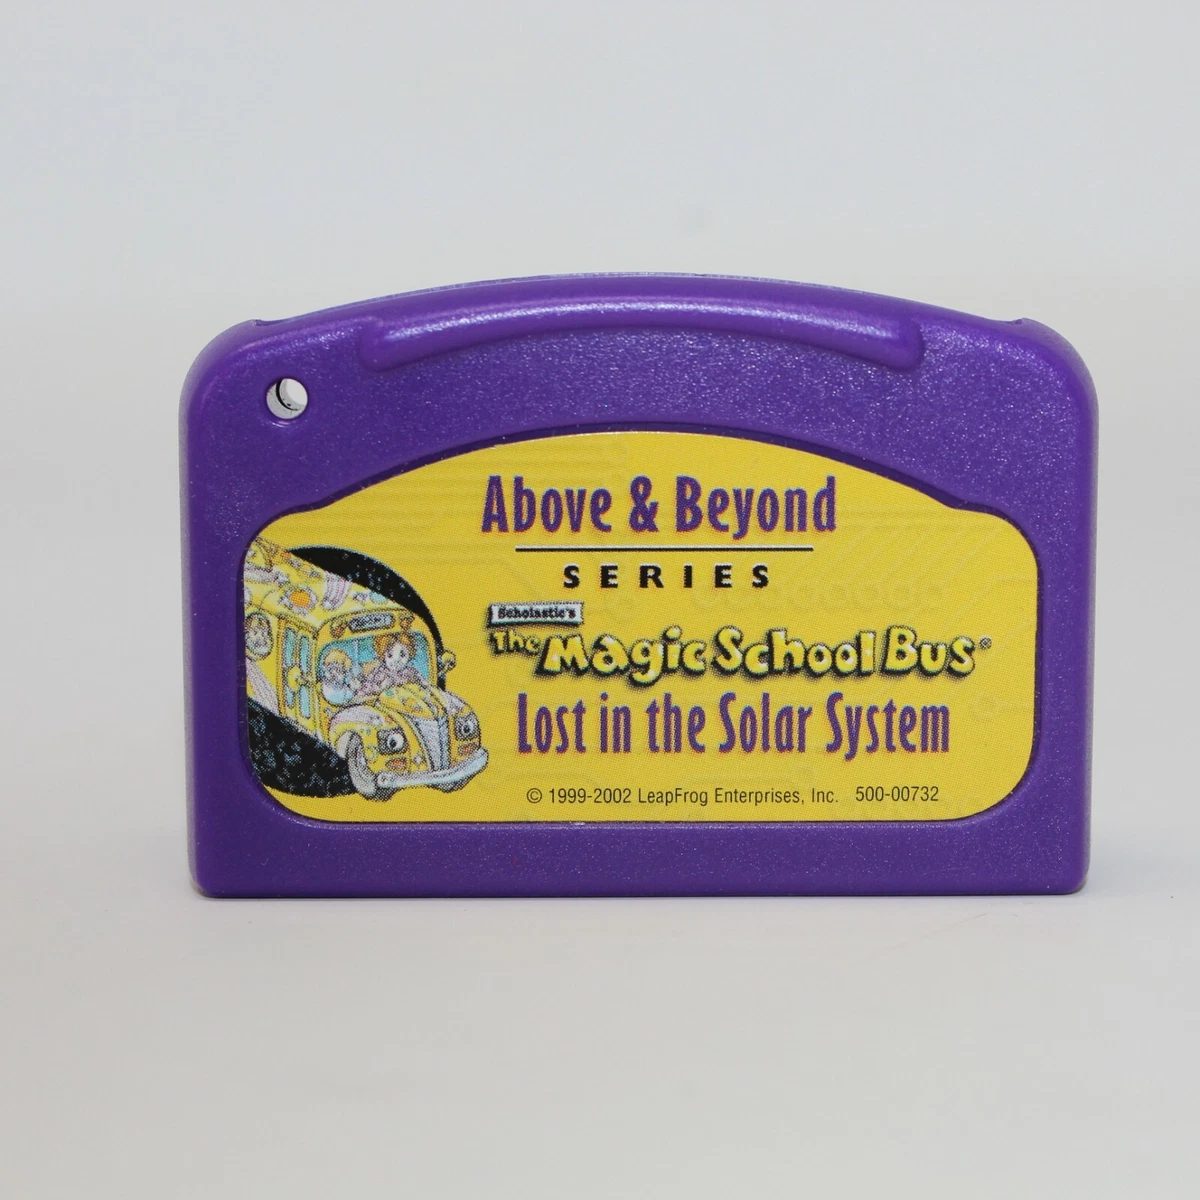 Above & Beyond
SERIES
Scholastic's
The Magic School Bus®
Lost in the Solar System
© 1999-2002 LeapFrog Enterprises, Inc. 500-00732